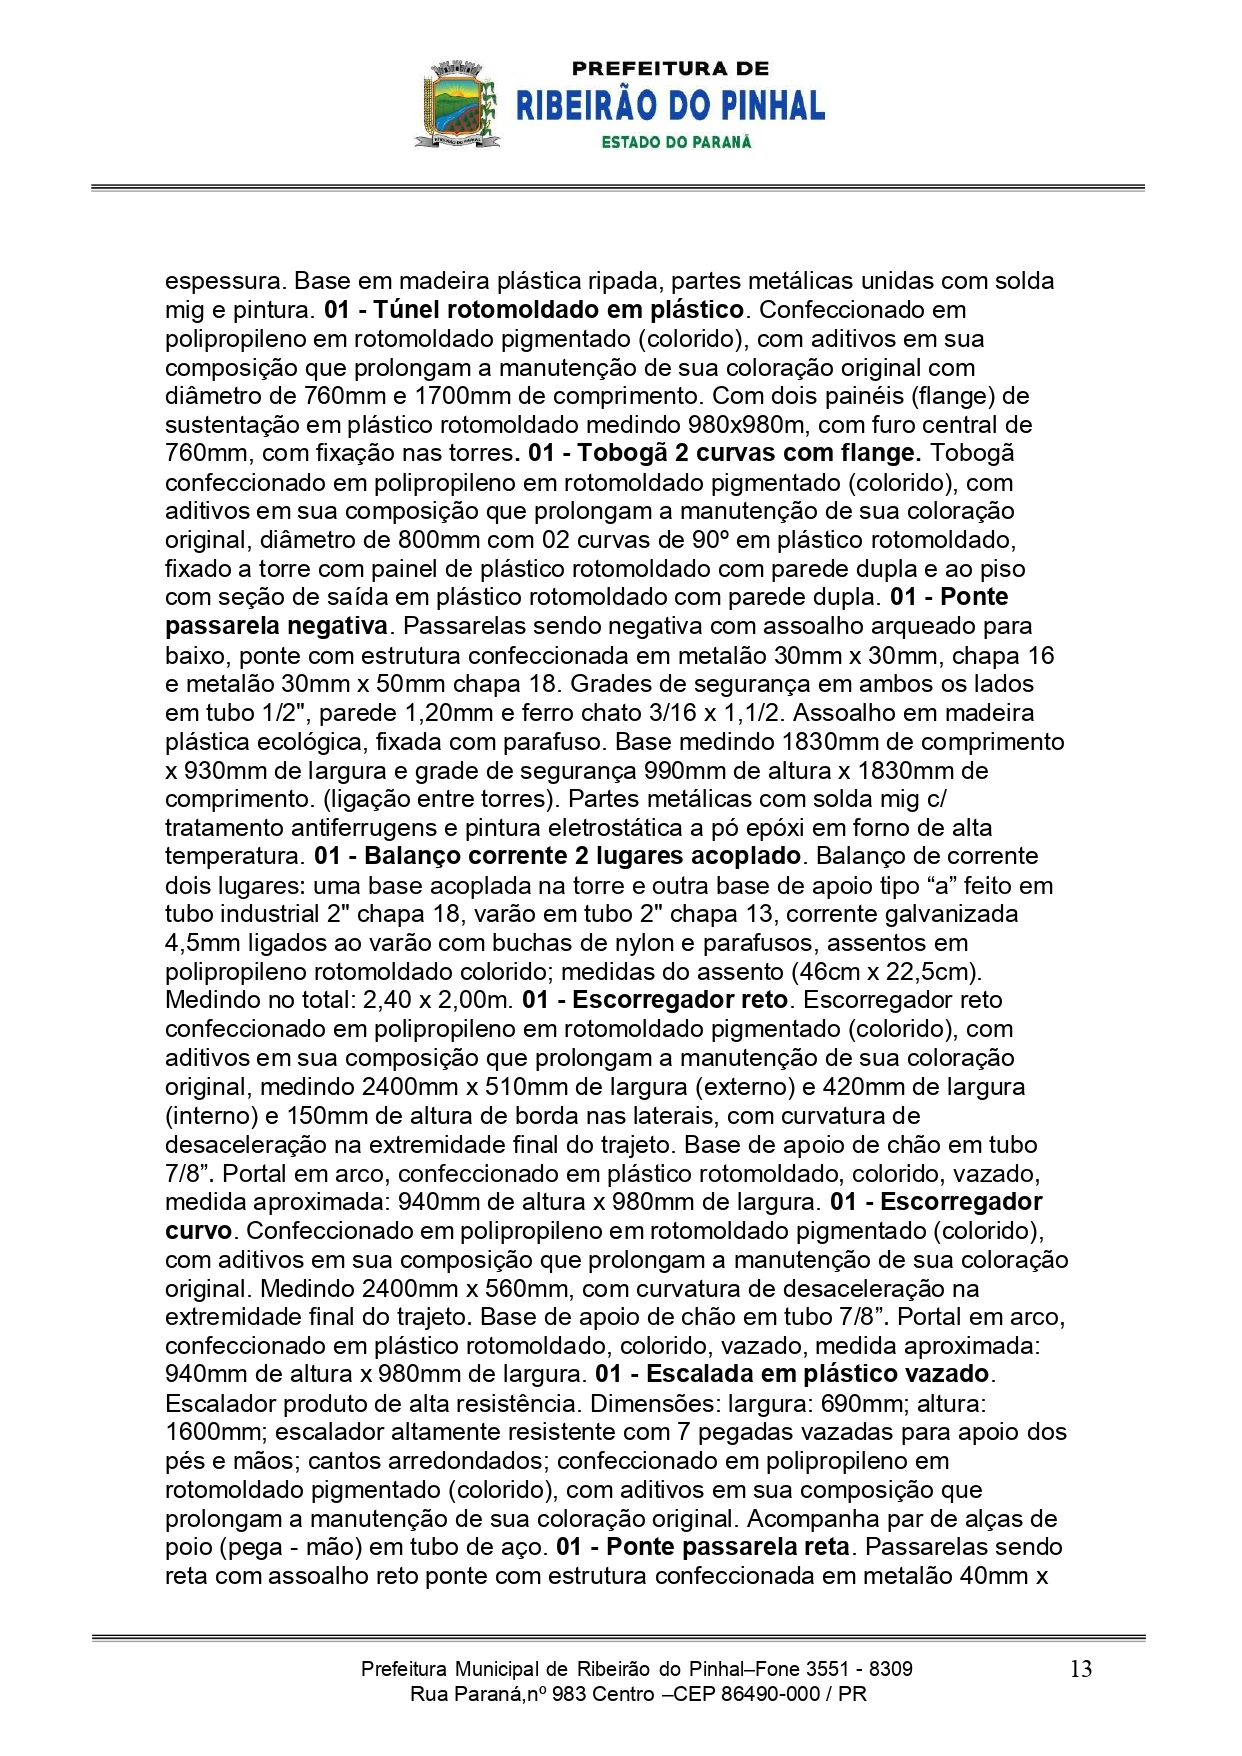 PREFEITURA DE
RIBEIRÃO DO PINHAL
ESTADO DO PARANÁ
RIBEIRÃO DO PINHAL
espessura. Base em madeira plástica ripada, partes metálicas unidas com solda
mig e pintura. 01 - Túnel rotomoldado em plástico. Confeccionado em
polipropileno em rotomoldado pigmentado (colorido), com aditivos em sua
composição que prolongam a manutenção de sua coloração original com
diâmetro de 760mm e 1700mm de comprimento. Com dois painéis (flange) de
sustentação em plástico rotomoldado medindo 980x980m, com furo central de
760mm, com fixação nas torres. 01 - Tobogã 2 curvas com flange. Tobogã
confeccionado em polipropileno em rotomoldado pigmentado (colorido), com
aditivos em sua composição que prolongam a manutenção de sua coloração
original, diâmetro de 800mm com 02 curvas de 90º em plástico rotomoldado,
fixado a torre com painel de plástico rotomoldado com parede dupla e ao piso
com seção de saída em plástico rotomoldado com parede dupla. 01 - Ponte
passarela negativa. Passarelas sendo negativa com assoalho arqueado para
baixo, ponte com estrutura confeccionada em metalão 30mm x 30mm, chapa 16
e metalão 30mm x 50mm chapa 18. Grades de segurança em ambos os lados
em tubo 1/2", parede 1,20mm e ferro chato 3/16 x 1,1/2. Assoalho em madeira
plástica ecológica, fixada com parafuso. Base medindo 1830mm de comprimento
x 930mm de largura e grade de segurança 990mm de altura x 1830mm de
comprimento. (ligação entre torres). Partes metálicas com solda mig c/
tratamento antiferrugens e pintura eletrostática a pó epóxi em forno de alta
temperatura. 01 - Balanço corrente 2 lugares acoplado. Balanço de corrente
dois lugares: uma base acoplada na torre e outra base de apoio tipo “a” feito em
tubo industrial 2" chapa 18, varão em tubo 2" chapa 13, corrente galvanizada
4,5mm ligados ao varão com buchas de nylon e parafusos, assentos em
polipropileno rotomoldado colorido; medidas do assento (46cm x 22,5cm).
Medindo no total: 2,40 x 2,00m. 01 - Escorregador reto. Escorregador reto
confeccionado em polipropileno em rotomoldado pigmentado (colorido), com
aditivos em sua composição que prolongam a manutenção de sua coloração
original, medindo 2400mm x 510mm de largura (externo) e 420mm de largura
(interno) e 150mm de altura de borda nas laterais, com curvatura de
desaceleração na extremidade final do trajeto. Base de apoio de chão em tubo
7/8”. Portal em arco, confeccionado em plástico rotomoldado, colorido, vazado,
medida aproximada: 940mm de altura x 980mm de largura. 01 - Escorregador
curvo. Confeccionado em polipropileno em rotomoldado pigmentado (colorido),
com aditivos em sua composição que prolongam a manutenção de sua coloração
original. Medindo 2400mm x 560mm, com curvatura de desaceleração na
extremidade final do trajeto. Base de apoio de chão em tubo 7/8”. Portal em arco,
confeccionado em plástico rotomoldado, colorido, vazado, medida aproximada:
940mm de altura x 980mm de largura. 01 - Escalada em plástico vazado.
Escalador produto de alta resistência. Dimensões: largura: 690mm; altura:
1600mm; escalador altamente resistente com 7 pegadas vazadas para apoio dos
pés e mãos; cantos arredondados; confeccionado em polipropileno em
rotomoldado pigmentado (colorido), com aditivos em sua composição que
prolongam a manutenção de sua coloração original. Acompanha par de alças de
poio (pega - mão) em tubo de aço. 01 - Ponte passarela reta. Passarelas sendo
reta com assoalho reto ponte com estrutura confeccionada em metalão 40mm x
Prefeitura Municipal de Ribeirão do Pinhal–Fone 3551 - 8309
13
Rua Paraná,nº 983 Centro –CEP 86490-000 / PR